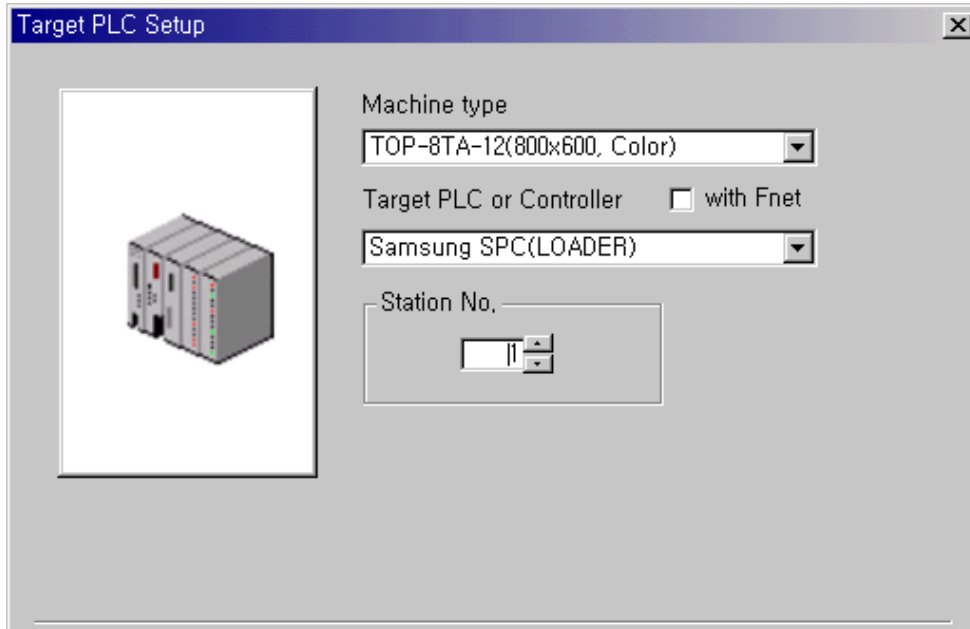 Target PLC Setup
Machine type
TOP-8TA-12(800x600, Color)
Target PLC or Controller with Fnet
Samsung SPC(LOADER)
Station No.
1